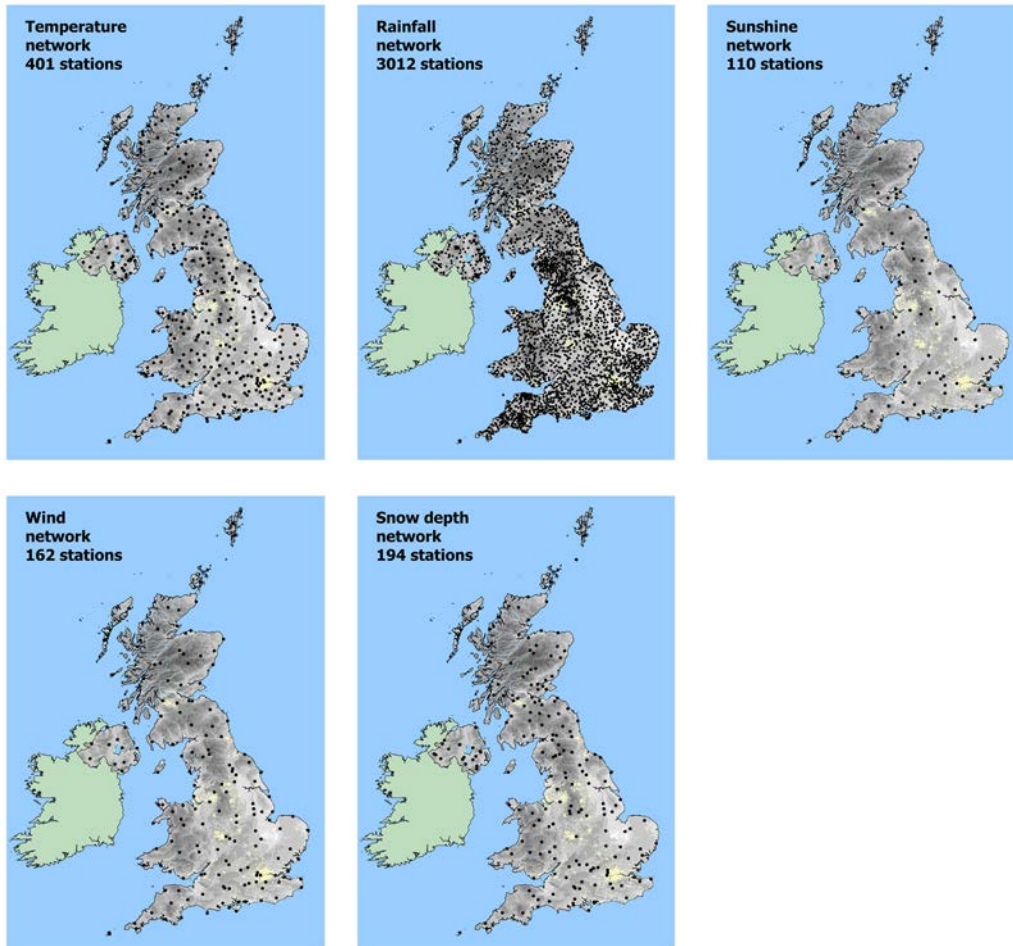 Temperature
network
401 stations
Rainfall
network
3012 stations
Sunshine
network
110 stations
Wind
network
162 stations
Snow depth
network
194 stations